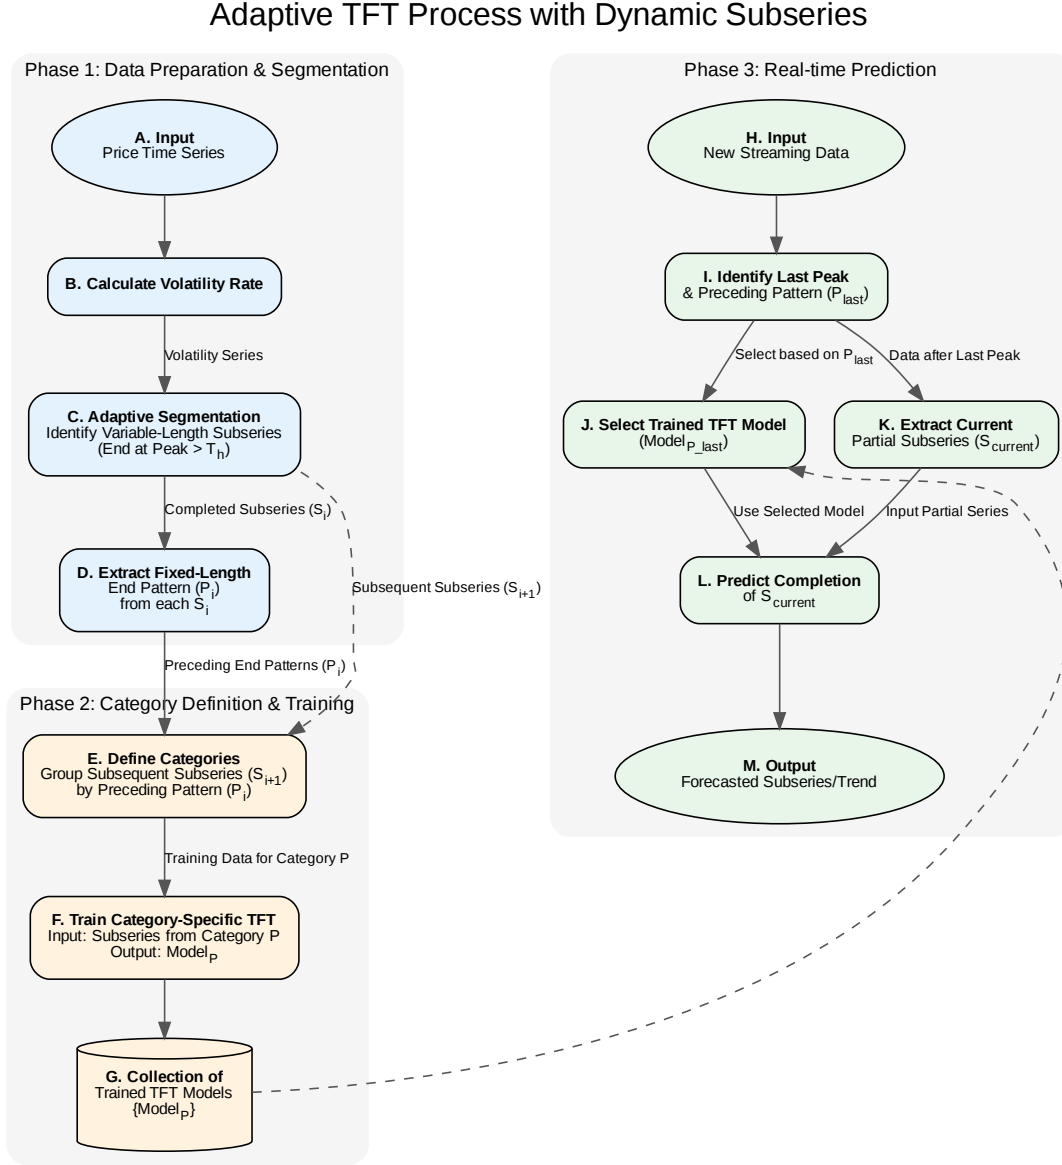 Adaptive TFT Process with Dynamic Subseries
Phase 1: Data Preparation & Segmentation
A. Input
Price Time Series
B. Calculate Volatility Rate
Volatility Series
C. Adaptive Segmentation
Identify Variable-Length Subseries
(End at Peak > Th)
Completed Subseries (Si)
D. Extract Fixed-Length
End Pattern (Pi)
from each Si
Subsequent Subseries (Si+1)
Preceding End Patterns (Pi)
Phase 2: Category Definition & Training
E. Define Categories
Group Subsequent Subseries (Si+1)
by Preceding Pattern (Pi)
Training Data for Category P
F. Train Category-Specific TFT
Input: Subseries from Category P
Output: ModelP
G. Collection of
Trained TFT Models
{ModelP}
Phase 3: Real-time Prediction
H. Input
New Streaming Data
I. Identify Last Peak
& Preceding Pattern (Plast)
Select based on Plast
Data after Last Peak
J. Select Trained TFT Model
(ModelP_last)
K. Extract Current
Partial Subseries (Scurrent)
Use Selected Model
Input Partial Series
L. Predict Completion
of Scurrent
M. Output
Forecasted Subseries/Trend